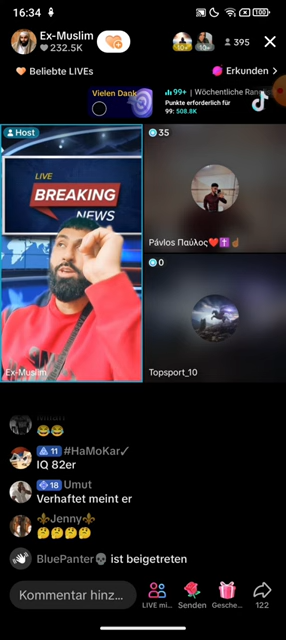 16:34
100
Ex-Muslim
232.5K
10+
395
Beliebte LIVEs
Erkunden >
Vielen Dank
99+ | Wöchentliche Ran
Punkte erforderlich für
99: 508.8K
Host
35
LIVE
BREAKING
NEWS
Pávlos Παύλος❤️✝️☝🏾
0
Ex-Muslim
Topsport_10
😂😂
11 #HaMoKar✓
IQ 82er
18 Umut
Verhaftet meint er
⚜️Jenny⚜️
🤔🤔🤔🤔
BluePanter💀 ist beigetreten
Kommentar hinz...
LIVE mi...
Senden
Gesche...
122